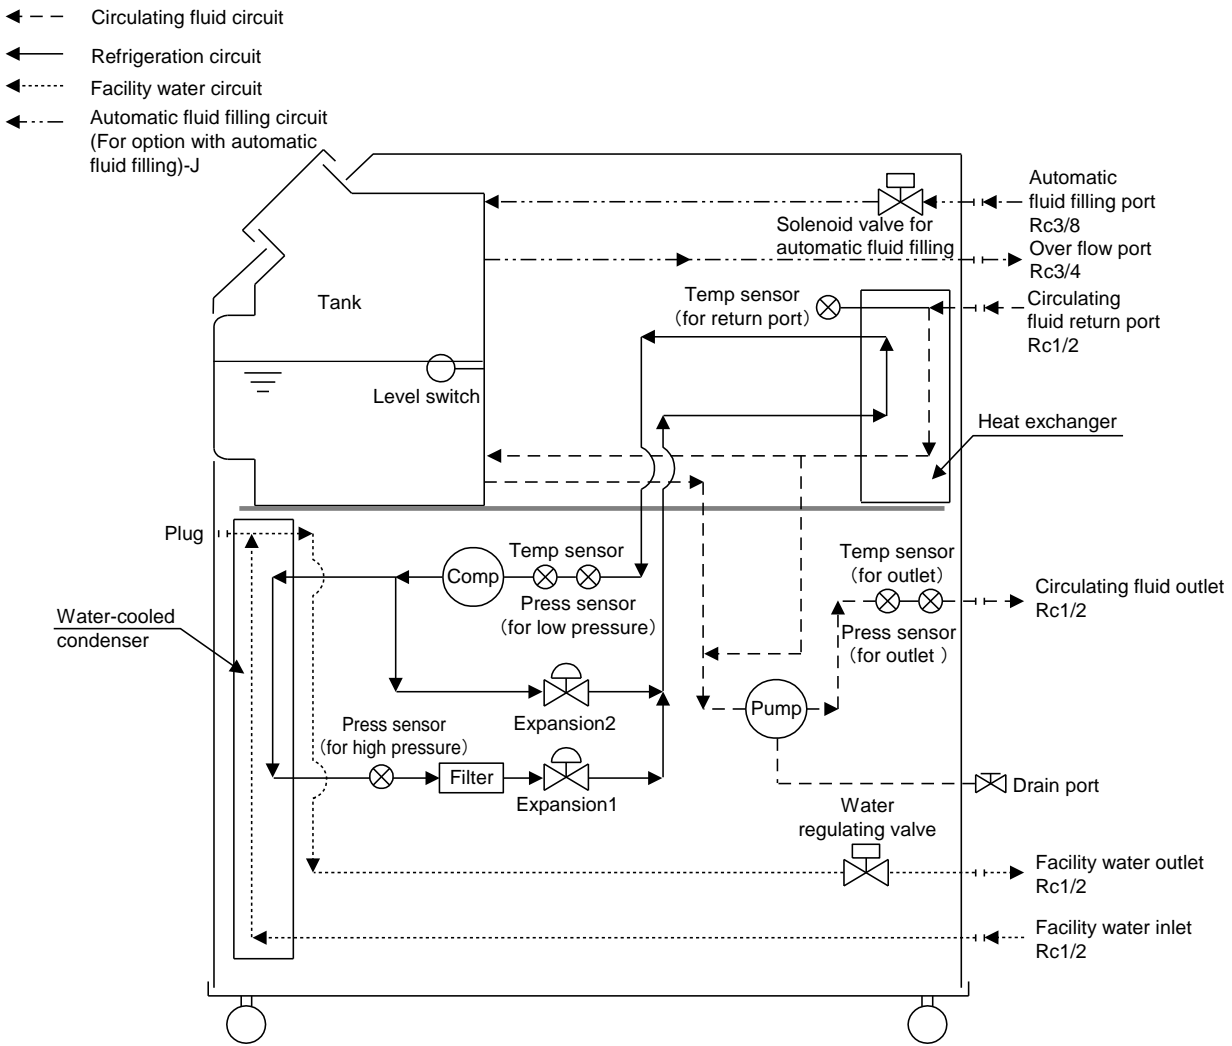 Circulating fluid circuit
Refrigeration circuit
Facility water circuit
Automatic fluid filling circuit
(For option with automatic
fluid filling)-J
Automatic
fluid filling port
Rc3/8
Solenoid valve for
automatic fluid filling
Over flow port
Rc3/4
Tank
Temp sensor
(for return port)
Circulating
fluid return port
Rc1/2
Level switch
Heat exchanger
Plug
Temp sensor
Comp
Press sensor
(for low pressure)
Temp sensor
(for outlet)
Press sensor
(for outlet )
Circulating fluid outlet
Rc1/2
Water-cooled
condenser
Pump
Expansion2
Press sensor
(for high pressure)
Filter
Expansion1
Drain port
Water
regulating valve
Facility water outlet
Rc1/2
Facility water inlet
Rc1/2